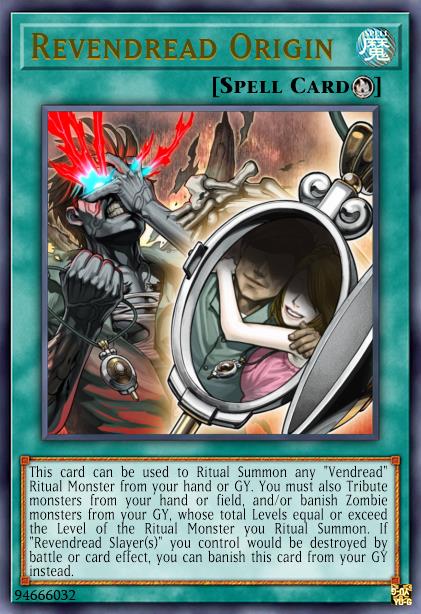 Revendread Origin
SPELL
魔
[Spell Card]
This card can be used to Ritual Summon any "Vendread"
Ritual Monster from your hand or GY. You must also Tribute
monsters from your hand or field, and/or banish Zombie
monsters from your GY, whose total Levels equal or exceed
the Level of the Ritual Monster you Ritual Summon. If
"Revendread Slayer(s)" you control would be destroyed by
battle or card effect, you can banish this card from your GY
instead.
94666032